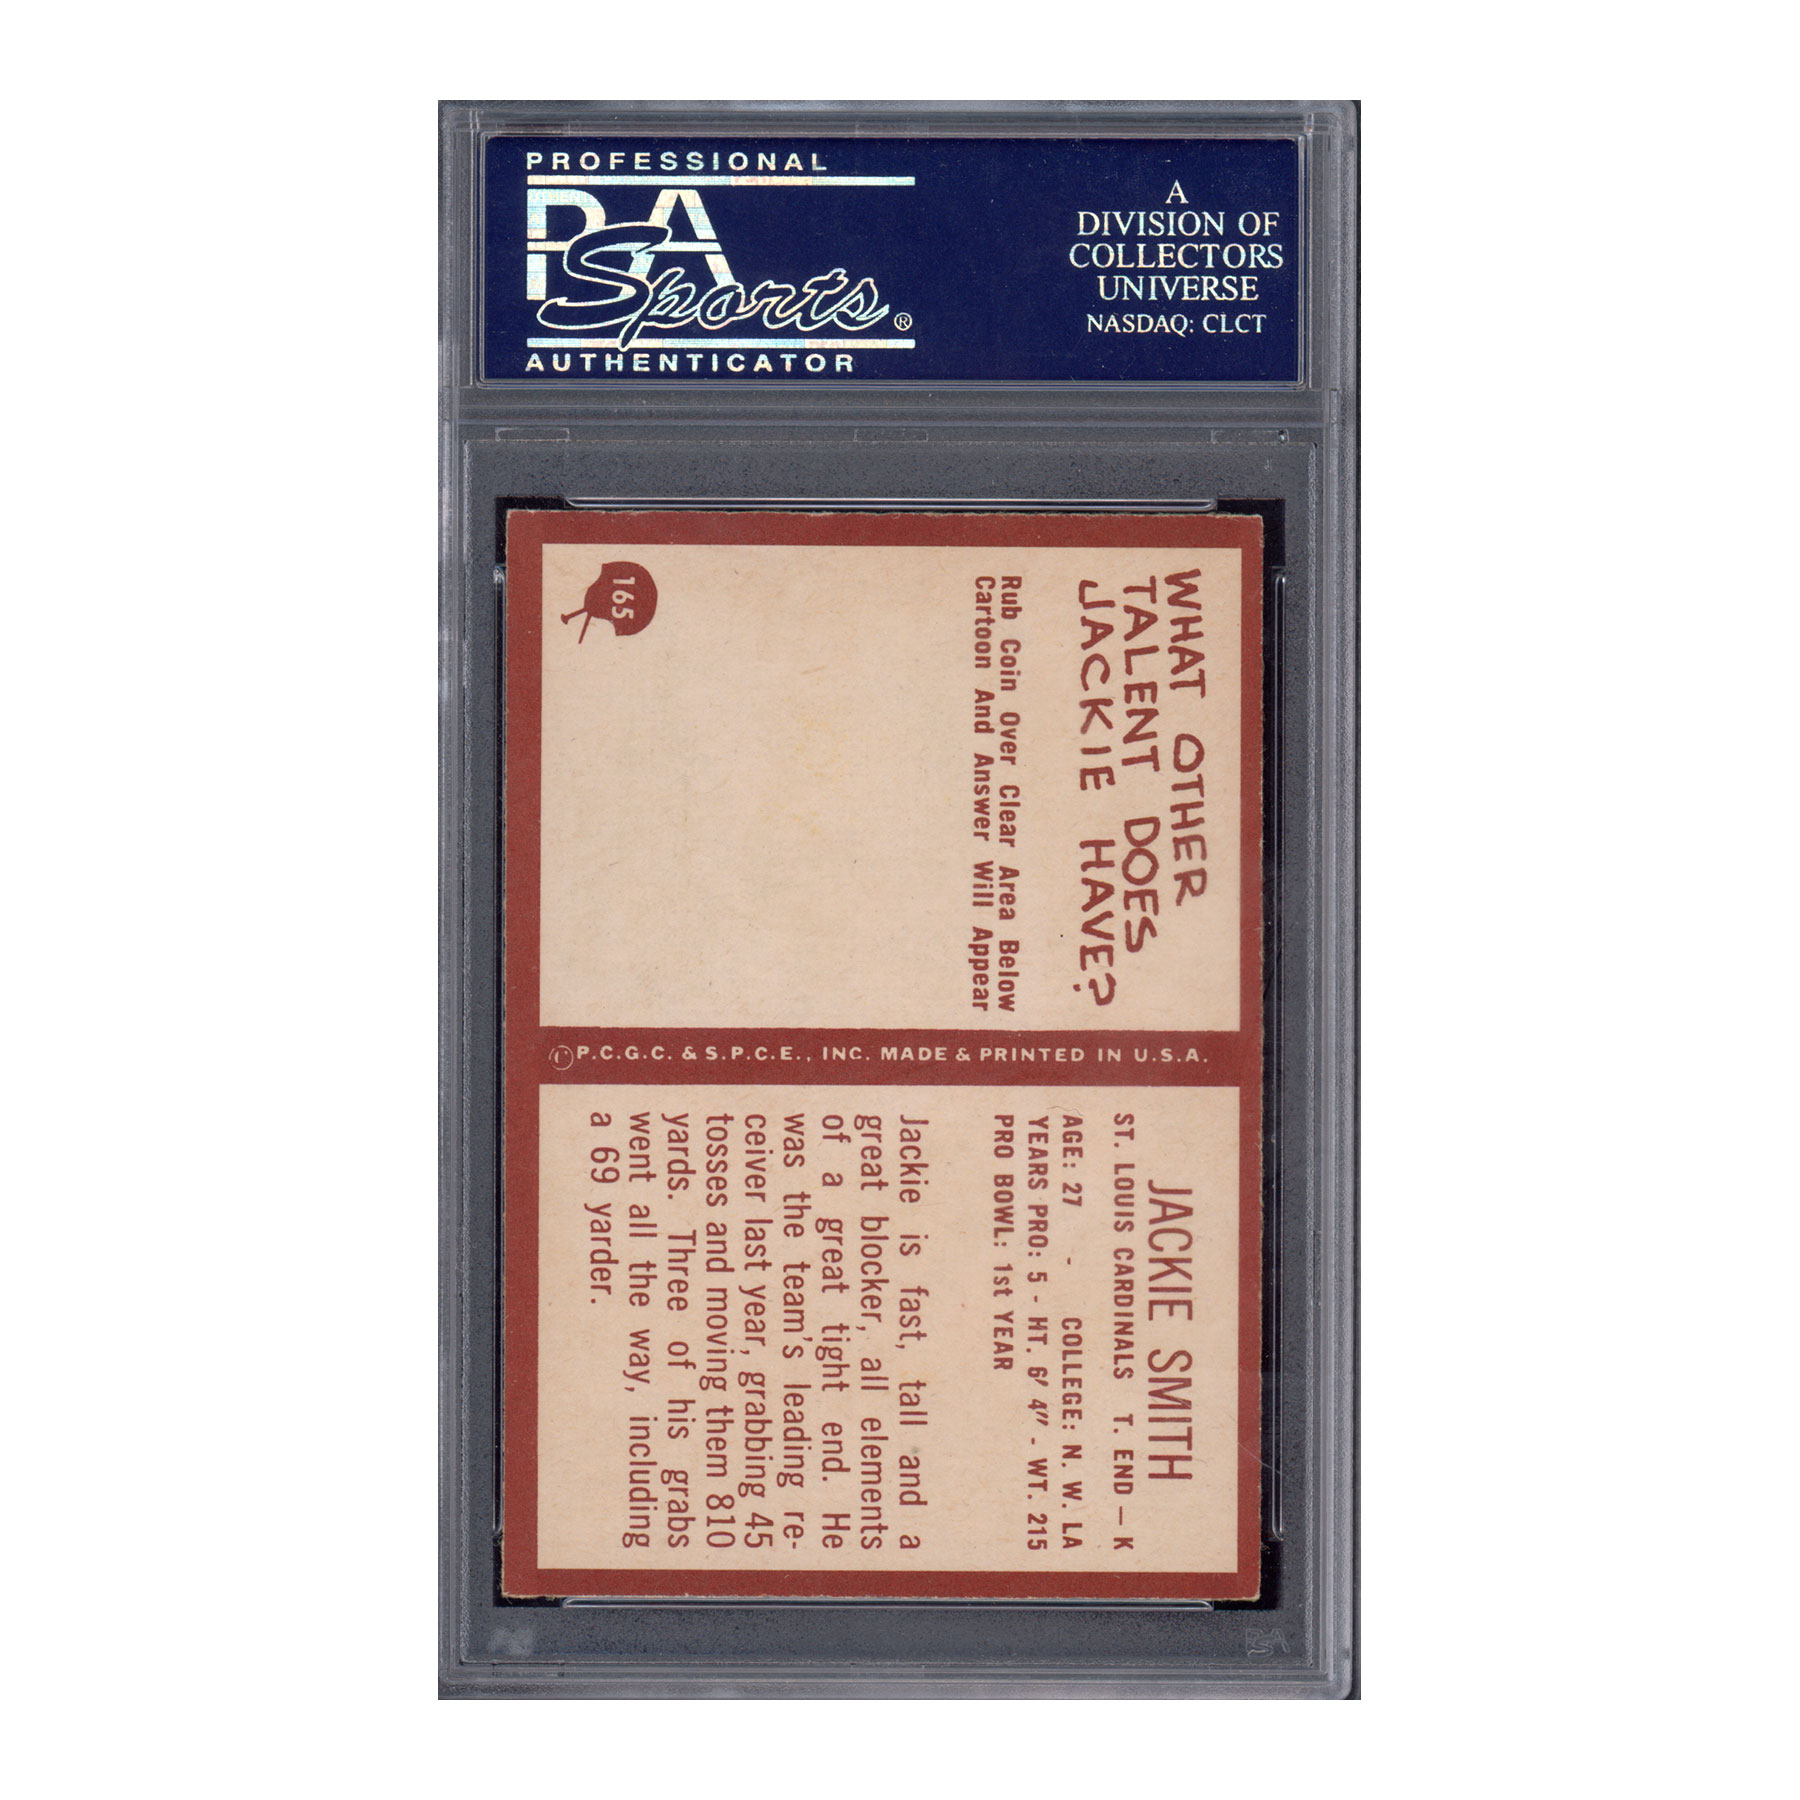 PROFESSIONAL
PSA
Sports®
AUTHENTICATOR
A
DIVISION OF
COLLECTORS
UNIVERSE
NASDAQ: CLCT
WHAT OTHER
TALENT DOES
JACKIE HAVE?
Rub Coin Over Clear Area Below
Cartoon And Answer Will Appear
165
©P.C.G.C. & S.P.C.E., INC. MADE & PRINTED IN U.S.A.
JACKIE SMITH
ST. LOUIS CARDINALS T. END — K
AGE: 27 - COLLEGE: N. W. LA
YEARS PRO: 5 - HT. 6' 4" - WT. 215
PRO BOWL: 1st YEAR
Jackie is fast, tall and a
great blocker, all elements
of a great tight end. He
was the team's leading re-
ceiver last year, grabbing 45
tosses and moving them 810
yards. Three of his grabs
went all the way, including
a 69 yarder.
PSA